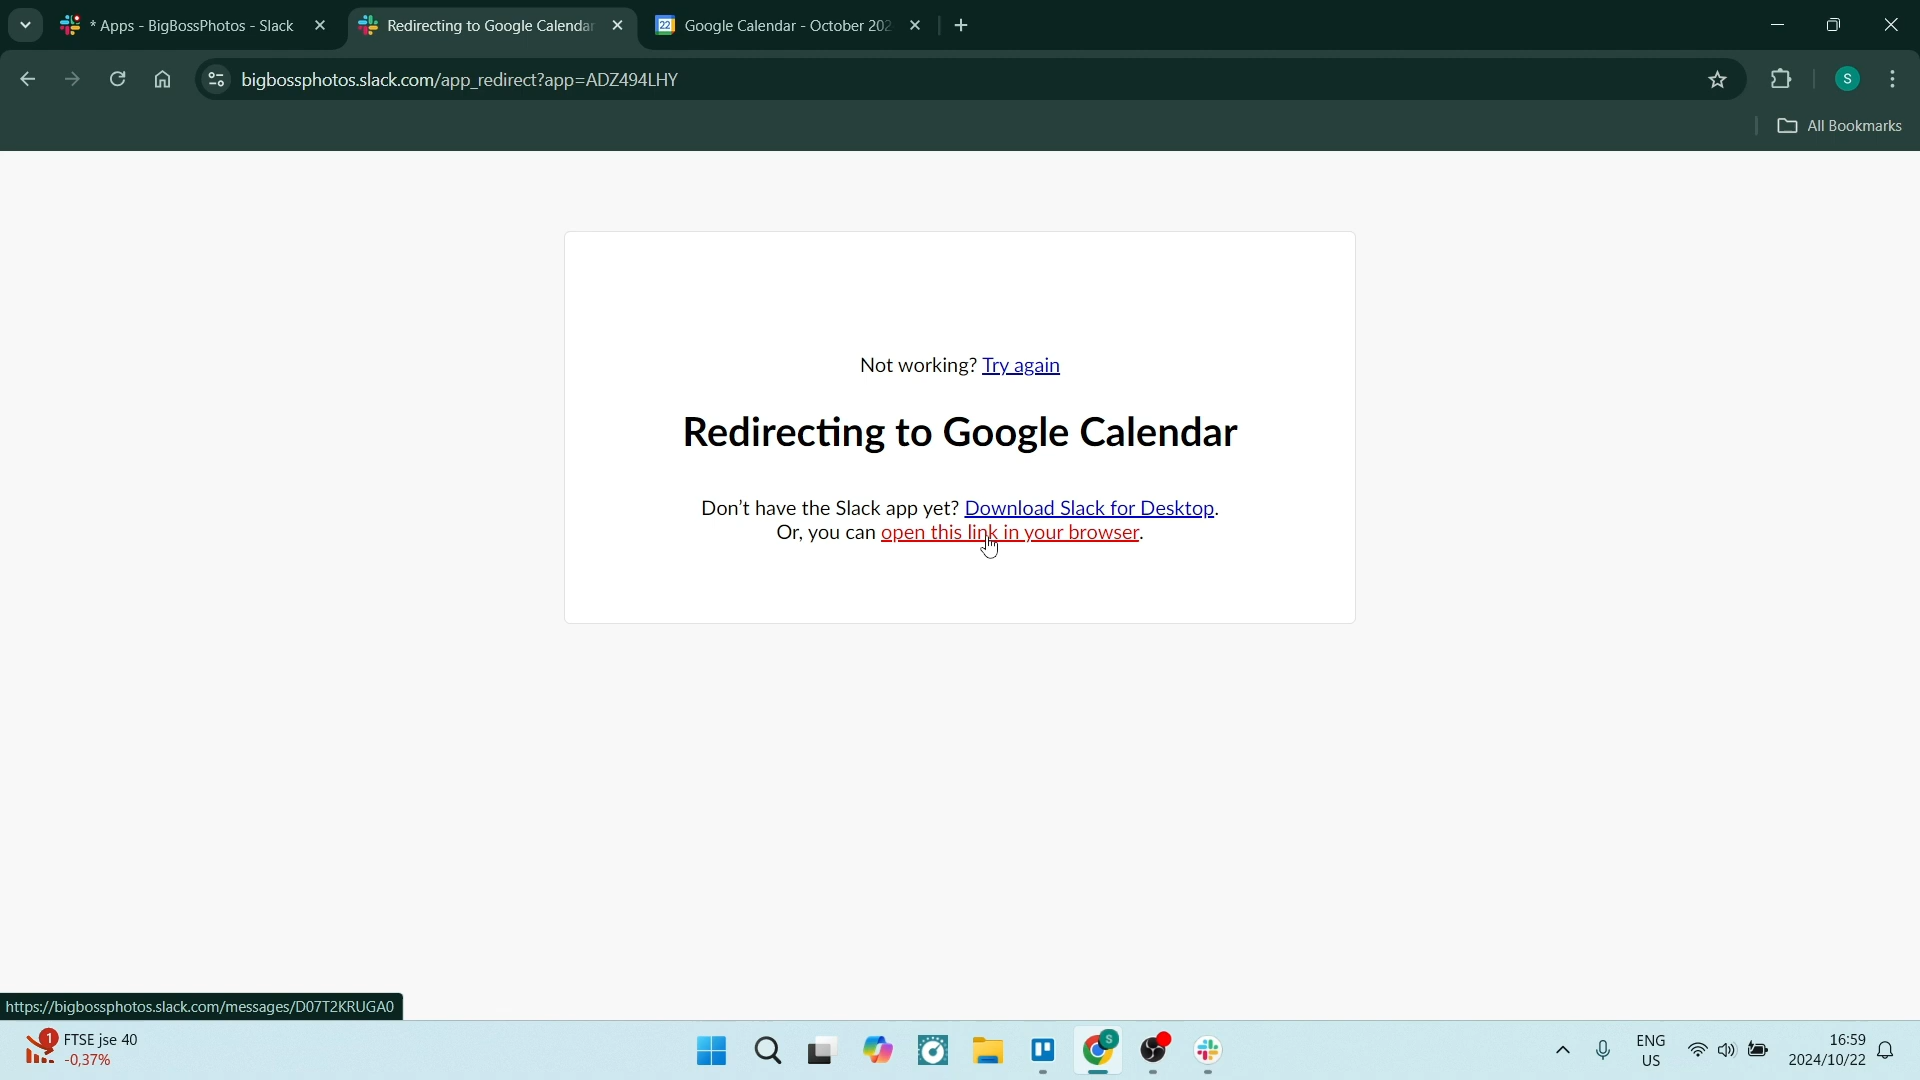 * Apps - BigBossPhotos - Slack
Redirecting to Google Calendar
22
Google Calendar - October 202
bigbossphotos.slack.com/app_redirect?app=ADZ494LHY
S
All Bookmarks
Not working? Try again
Redirecting to Google Calendar
Don't have the Slack app yet? Download Slack for Desktop.
Or, you can open this link in your browser.
https://bigbossphotos.slack.com/messages/D07T2KRUGA0
1
FTSE jse 40
-0,37%
S
ENG
US
16:59
2024/10/22